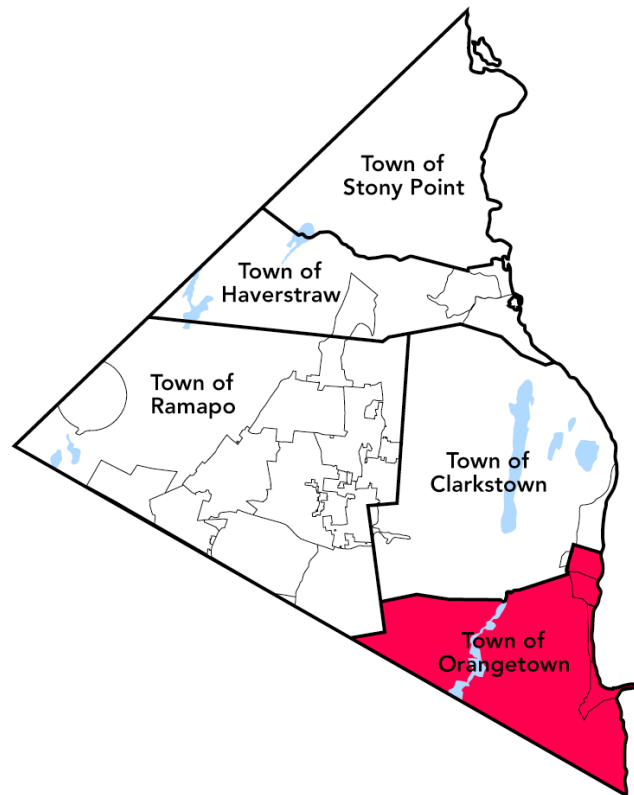 Town of
Stony Point
Town of
Haverstraw
Town of
Ramapo
Town of
Clarkstown
Town of
Orangetown